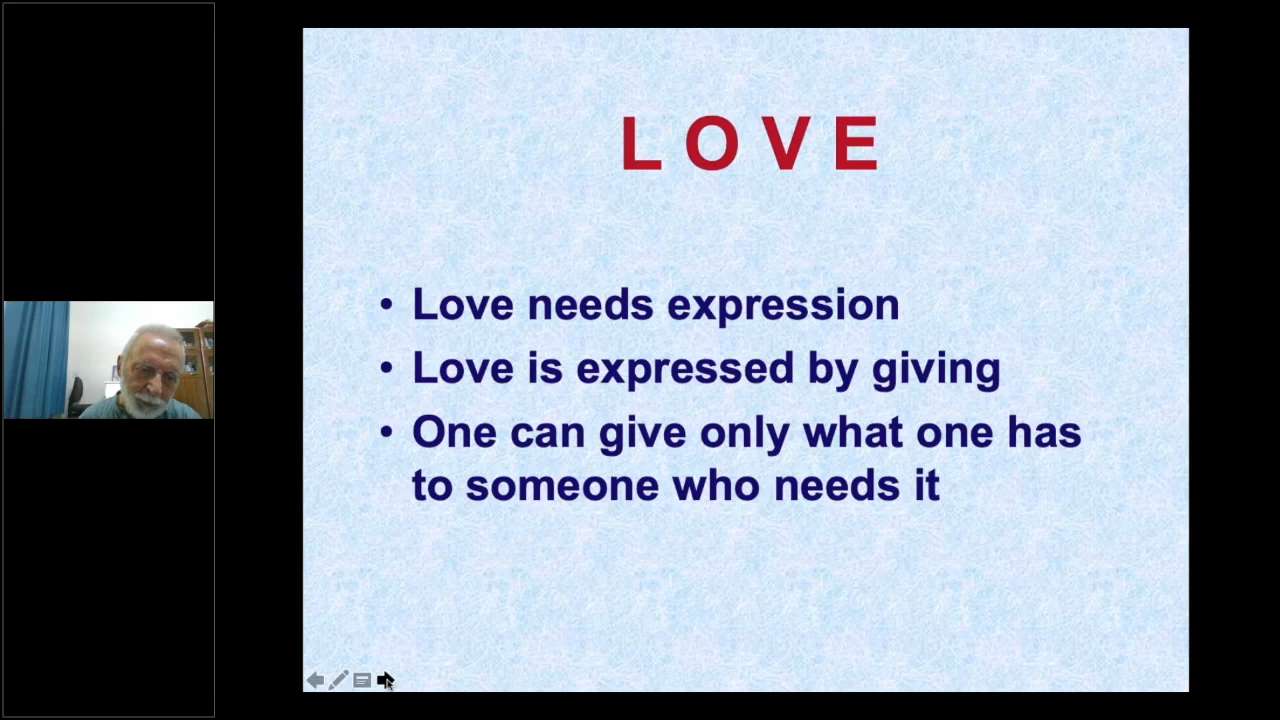 L O V E
• Love needs expression
• Love is expressed by giving
• One can give only what one has
to someone who needs it